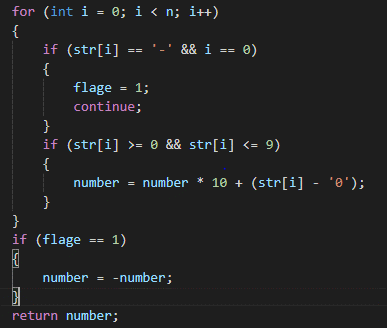 for (int i = 0; i < n; i++)
{
    if (str[i] == '-' && i == 0)
    {
        flage = 1;
        continue;
    }
    if (str[i] >= 0 && str[i] <= 9)
    {
        number = number * 10 + (str[i] - '0');
    }
}
if (flage == 1)
{
    number = -number;
}
return number;